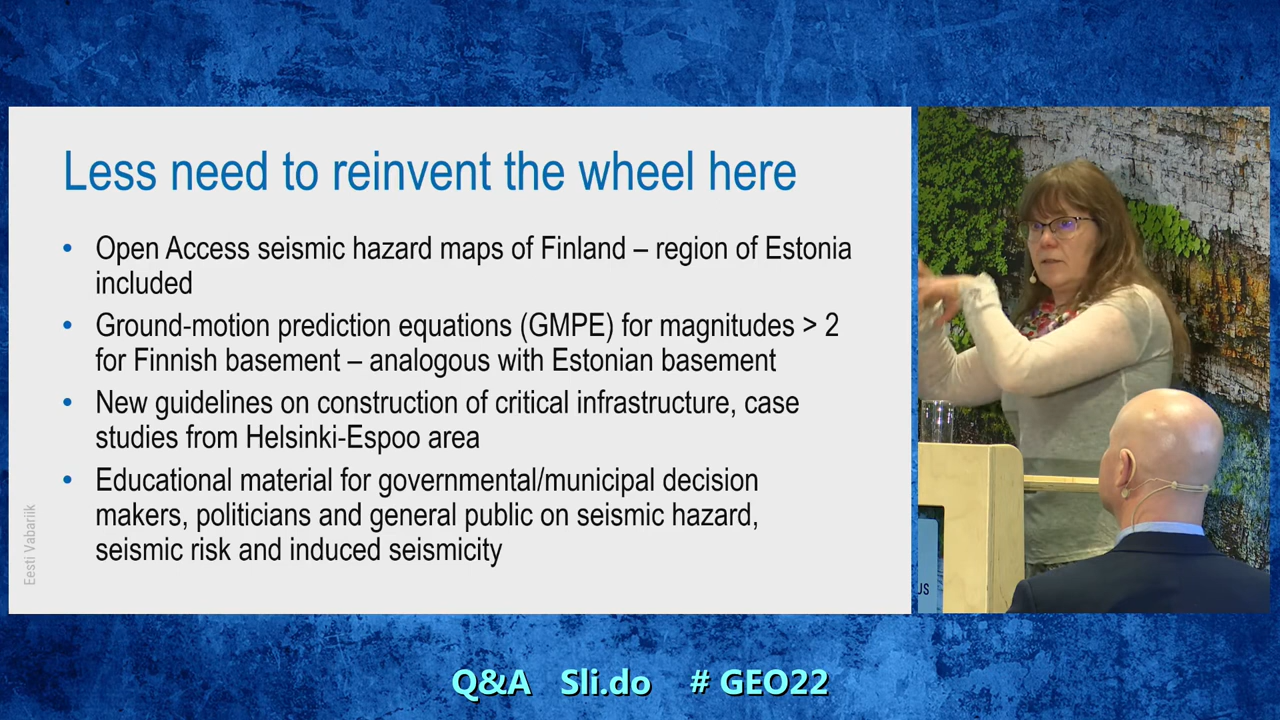 Less need to reinvent the wheel here
• Open Access seismic hazard maps of Finland – region of Estonia
included
• Ground-motion prediction equations (GMPE) for magnitudes > 2
for Finnish basement – analogous with Estonian basement
• New guidelines on construction of critical infrastructure, case
studies from Helsinki-Espoo area
• Educational material for governmental/municipal decision
makers, politicians and general public on seismic hazard,
seismic risk and induced seismicity
Eesti Vabariik
US
Q&A Sli.do # GEO22